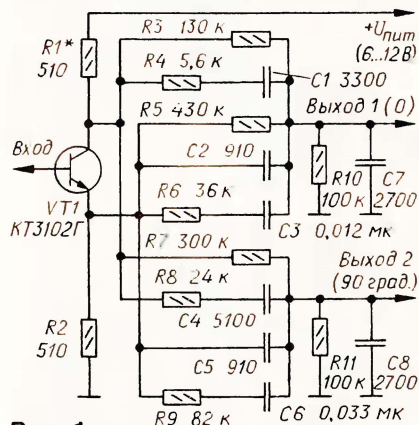 R1*
510
R3 130 к
R4 5,6 к
C1 3300
+Uпит
(6...12В)
R5 430 к
Выход 1 (0)
Вход
VT1
КТ3102Г
C2 910
R6 36 к
R10
100 к
C7
2700
C3 0,012 мк
R7 300 к
R8 24 к
C4 5100
Выход 2
(90 град.)
R2
510
C5 910
R11
100 к
C8
2700
R9 82 к
C6 0,033 мк